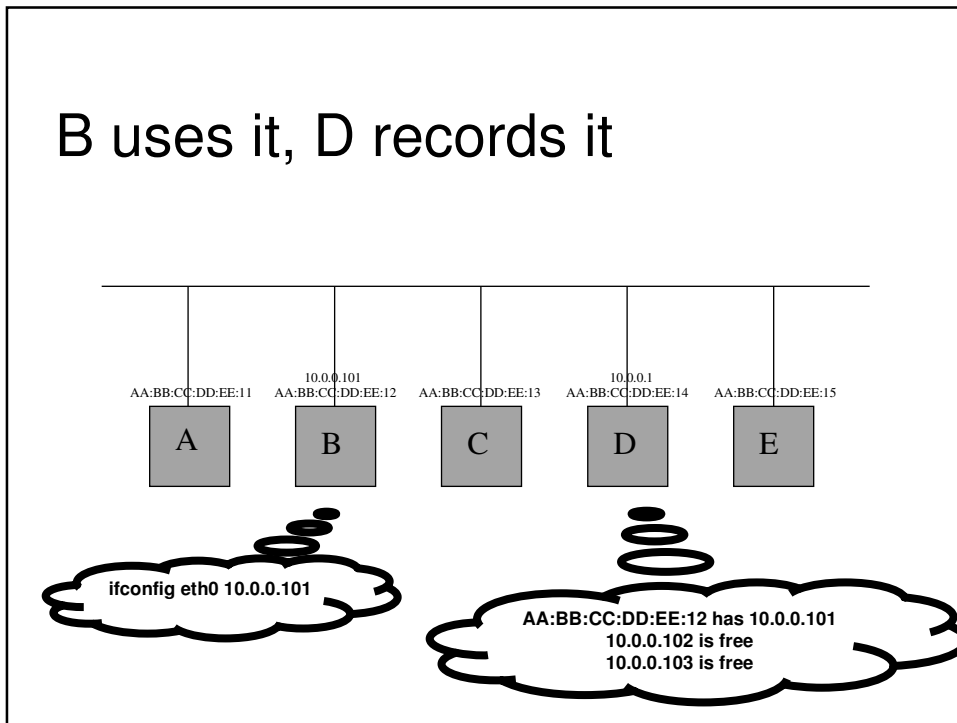 B uses it, D records it
10.0.0.101
10.0.0.1
AA:BB:CC:DD:EE:11
AA:BB:CC:DD:EE:12
AA:BB:CC:DD:EE:13
AA:BB:CC:DD:EE:14
AA:BB:CC:DD:EE:15
A
B
C
D
E
ifconfig eth0 10.0.0.101
AA:BB:CC:DD:EE:12 has 10.0.0.101
10.0.0.102 is free
10.0.0.103 is free